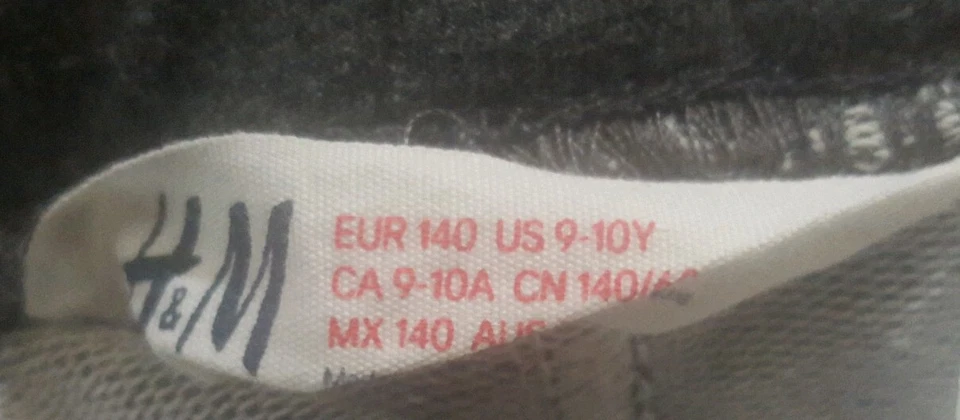 H&M
EUR 140 US 9-10Y
CA 9-10A CN 140/
MX 140